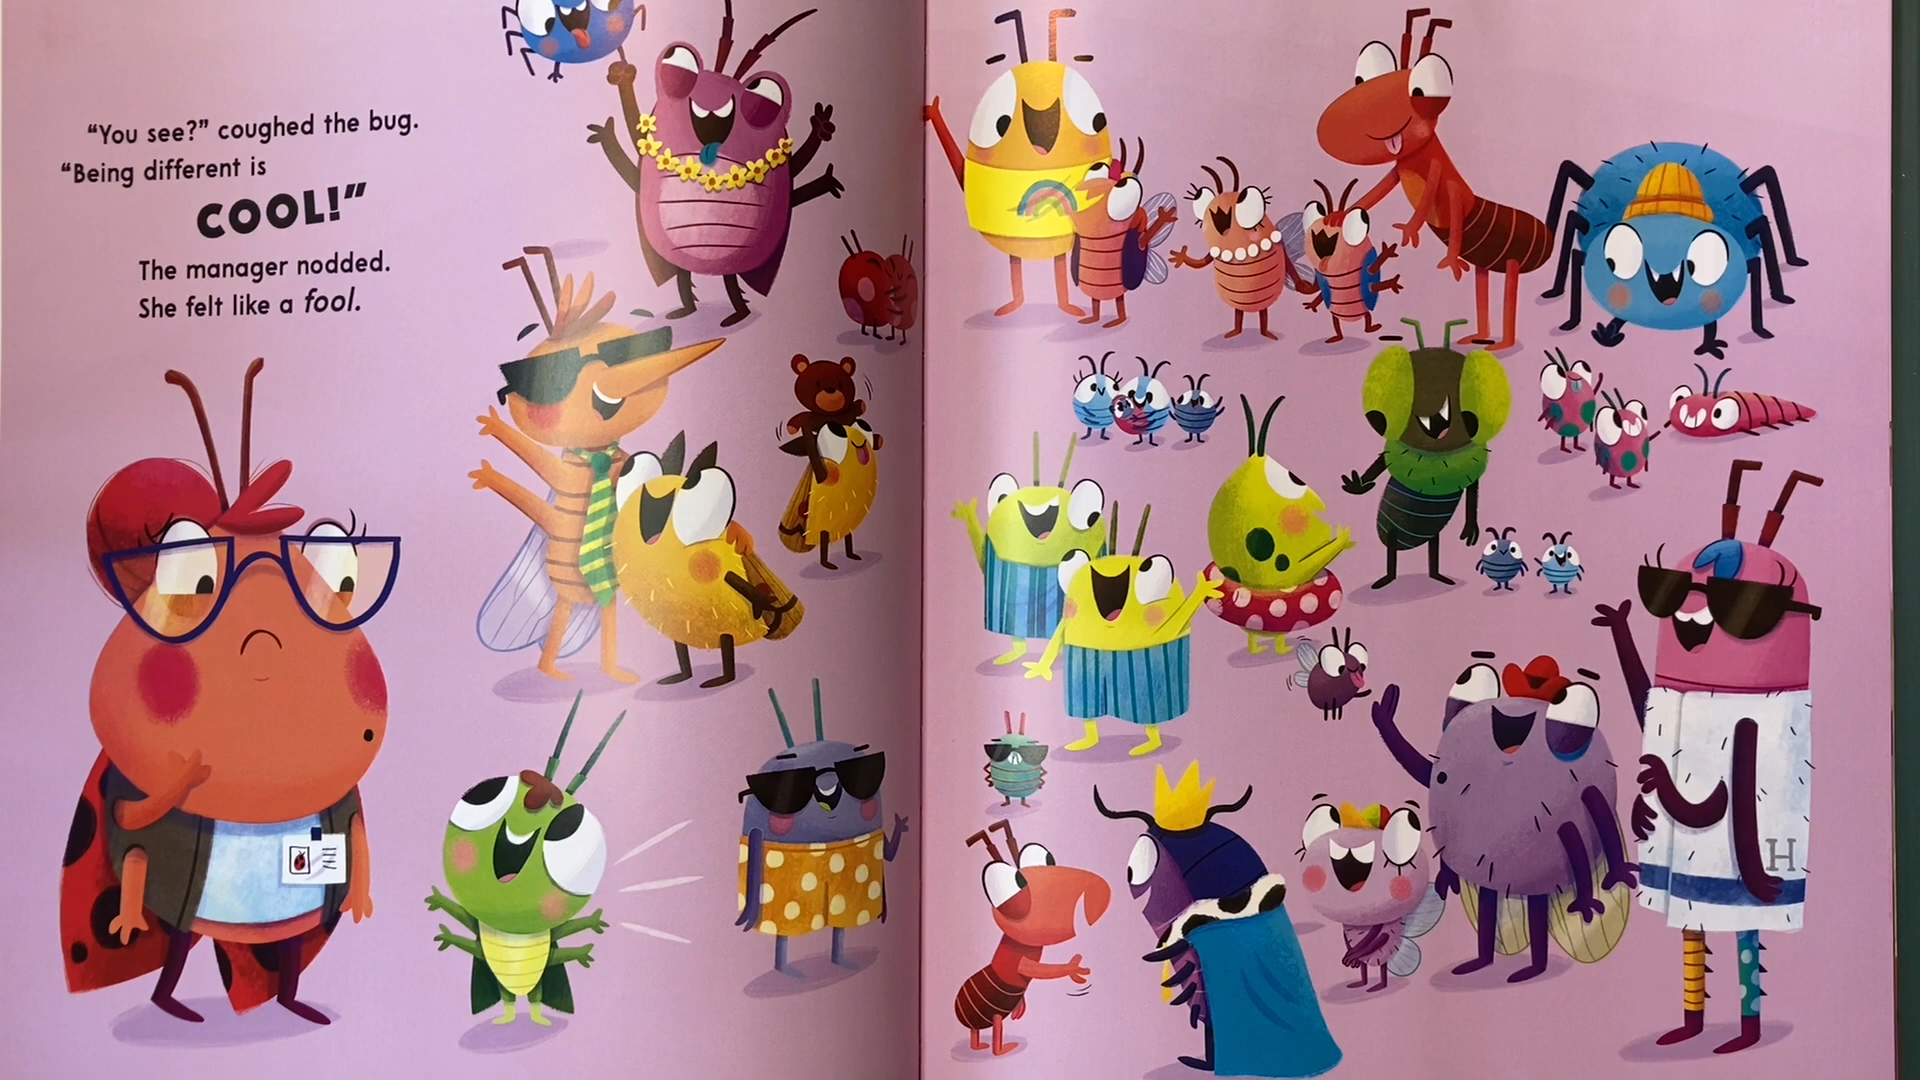 “You see?” coughed the bug.
“Being different is
COOL!”
The manager nodded.
She felt like a fool.
H